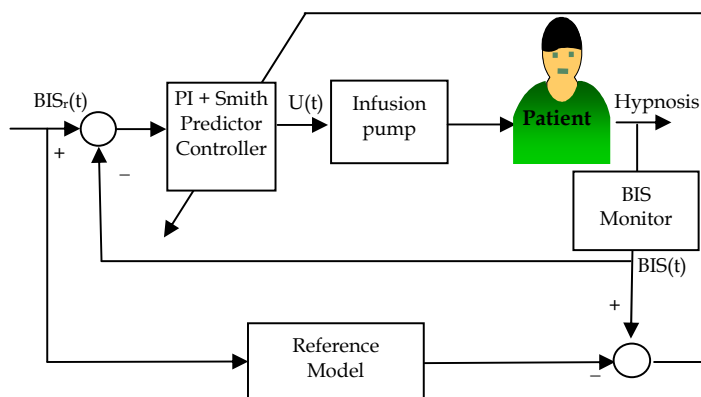 BISr(t)
+
−
PI + Smith
Predictor
Controller
U(t)
Infusion
pump
Patient
Hypnosis
BIS
Monitor
BIS(t)
+
−
Reference
Model